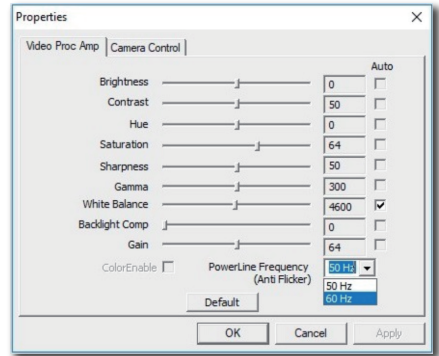 Properties
Video Proc Amp Camera Control
Auto
Brightness 0
Contrast 50
Hue 0
Saturation 64
Sharpness 50
Gamma 300
White Balance 4600
Backlight Comp 0
Gain 64
ColorEnable PowerLine Frequency 50 Hz
(Anti Flicker)
50 Hz
60 Hz
Default
OK Cancel Apply